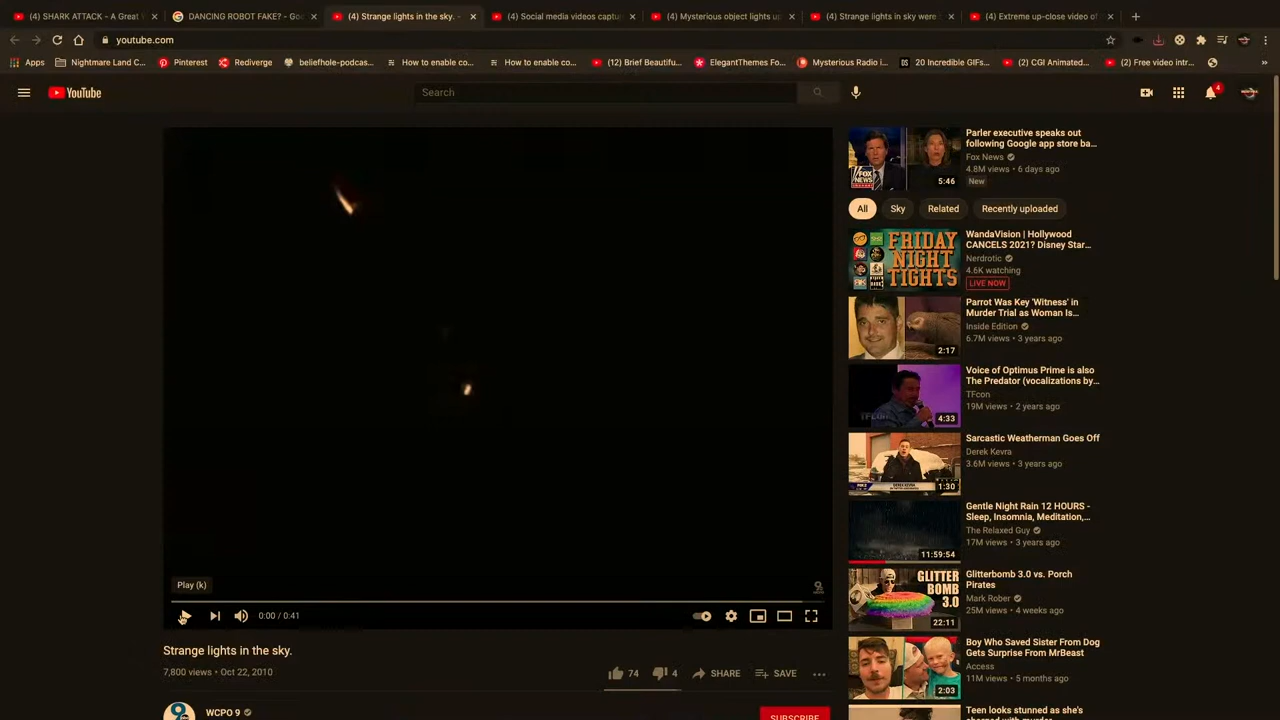 (4) SHARK ATTACK - A Great
DANCING ROBOT FAKE? - Goo
(4) Strange lights in the sky. -
(4) Social media videos captu
(4) Mysterious object lights up
(4) Strange lights in sky were
(4) Extreme up-close video of
youtube.com
Apps
Nightmare Land C...
Pinterest
Rediverge
beliefhole-podcas...
How to enable co...
How to enable co...
(12) Brief Beautifu...
ElegantThemes Fo...
Mysterious Radio i...
20 Incredible GIFs...
(2) CGI Animated...
(2) Free video intr...
YouTube
Search
4
Parler executive speaks out
following Google app store ba...
Fox News
4.8M views • 6 days ago
New
5:46
All
Sky
Related
Recently uploaded
FRIDAY
NIGHT
TIGHTS
WandaVision | Hollywood
CANCELS 2021? Disney Star...
Nerdrotic
4.6K watching
LIVE NOW
Parrot Was Key 'Witness' in
Murder Trial as Woman Is...
Inside Edition
6.7M views • 3 years ago
2:17
Voice of Optimus Prime is also
The Predator (vocalizations by...
TFcon
19M views • 2 years ago
4:33
Sarcastic Weatherman Goes Off
Derek Kevra
3.6M views • 3 years ago
1:30
Gentle Night Rain 12 HOURS -
Sleep, Insomnia, Meditation,...
The Relaxed Guy
17M views • 3 years ago
11:59:54
GLITTER
BOMB
3.0
Glitterbomb 3.0 vs. Porch
Pirates
Mark Rober
25M views • 4 weeks ago
22:11
Boy Who Saved Sister From Dog
Gets Surprise From MrBeast
Access
11M views • 5 months ago
2:03
Teen looks stunned as she's
Play (k)
0:00 / 0:41
Strange lights in the sky.
7,800 views • Oct 22, 2010
74
4
SHARE
SAVE
WCPO 9
SUBSCRIBE